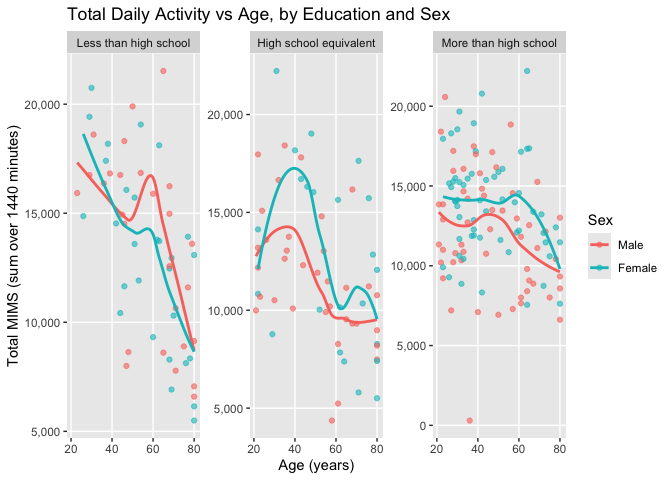 Total Daily Activity vs Age, by Education and Sex
Less than high school
High school equivalent
More than high school
Total MIMS (sum over 1440 minutes)
20,000
15,000
10,000
5,000
20 40 60 80
20,000
15,000
10,000
5,000
20 40 60 80
20,000
15,000
10,000
5,000
0
20 40 60 80
Age (years)
Sex
Male
Female